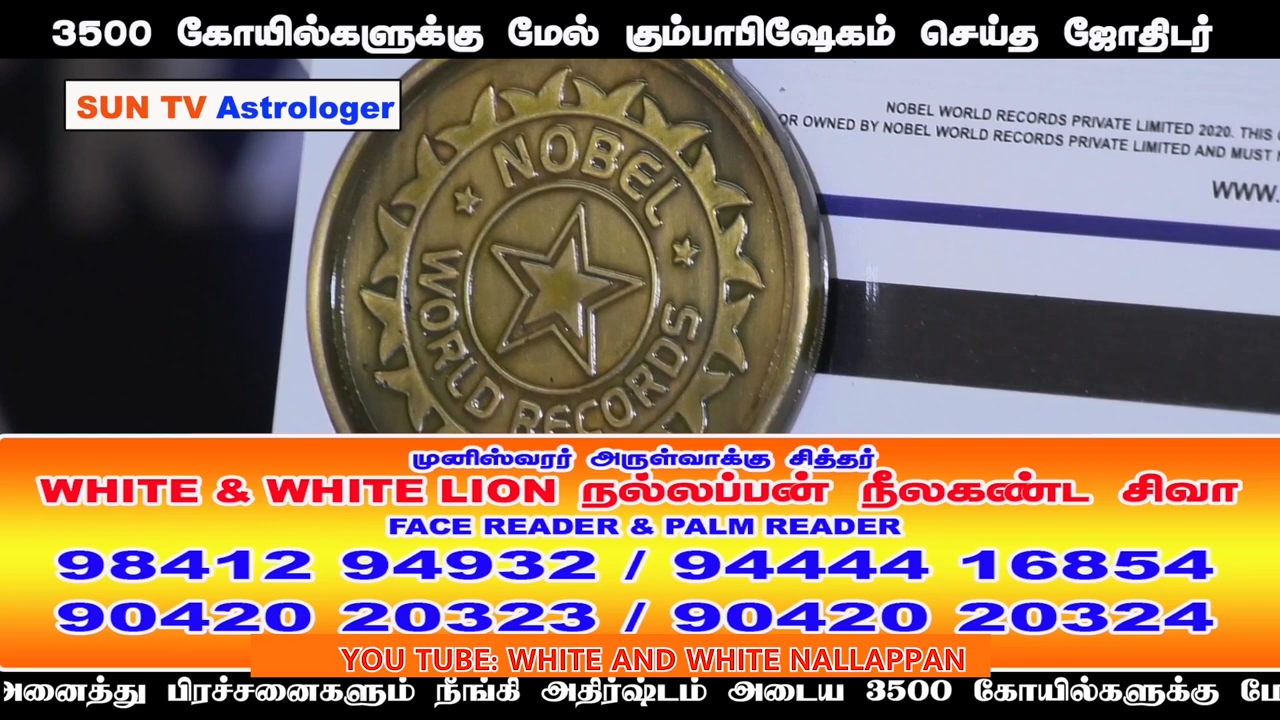 3500 கோயில்களுக்கு மேல் கும்பாபிஷேகம் செய்த ஜோதிடர்
SUN TV Astrologer
NOBEL WORLD RECORDS
NOBEL WORLD RECORDS PRIVATE LIMITED 2020. THIS
OR OWNED BY NOBEL WORLD RECORDS PRIVATE LIMITED AND MUST
WWW.
முனிஸ்வரர் அருள்வாக்கு சித்தர்
WHITE & WHITE LION நல்லப்பன் நீலகண்ட சிவா
FACE READER & PALM READER
98412 94932 / 94444 16854
90420 20323 / 90420 20324
YOU TUBE: WHITE AND WHITE NALLAPPAN
அனைத்து பிரச்சனைகளும் நீங்கி அதிர்ஷ்டம் அடைய 3500 கோயில்களுக்கு மே